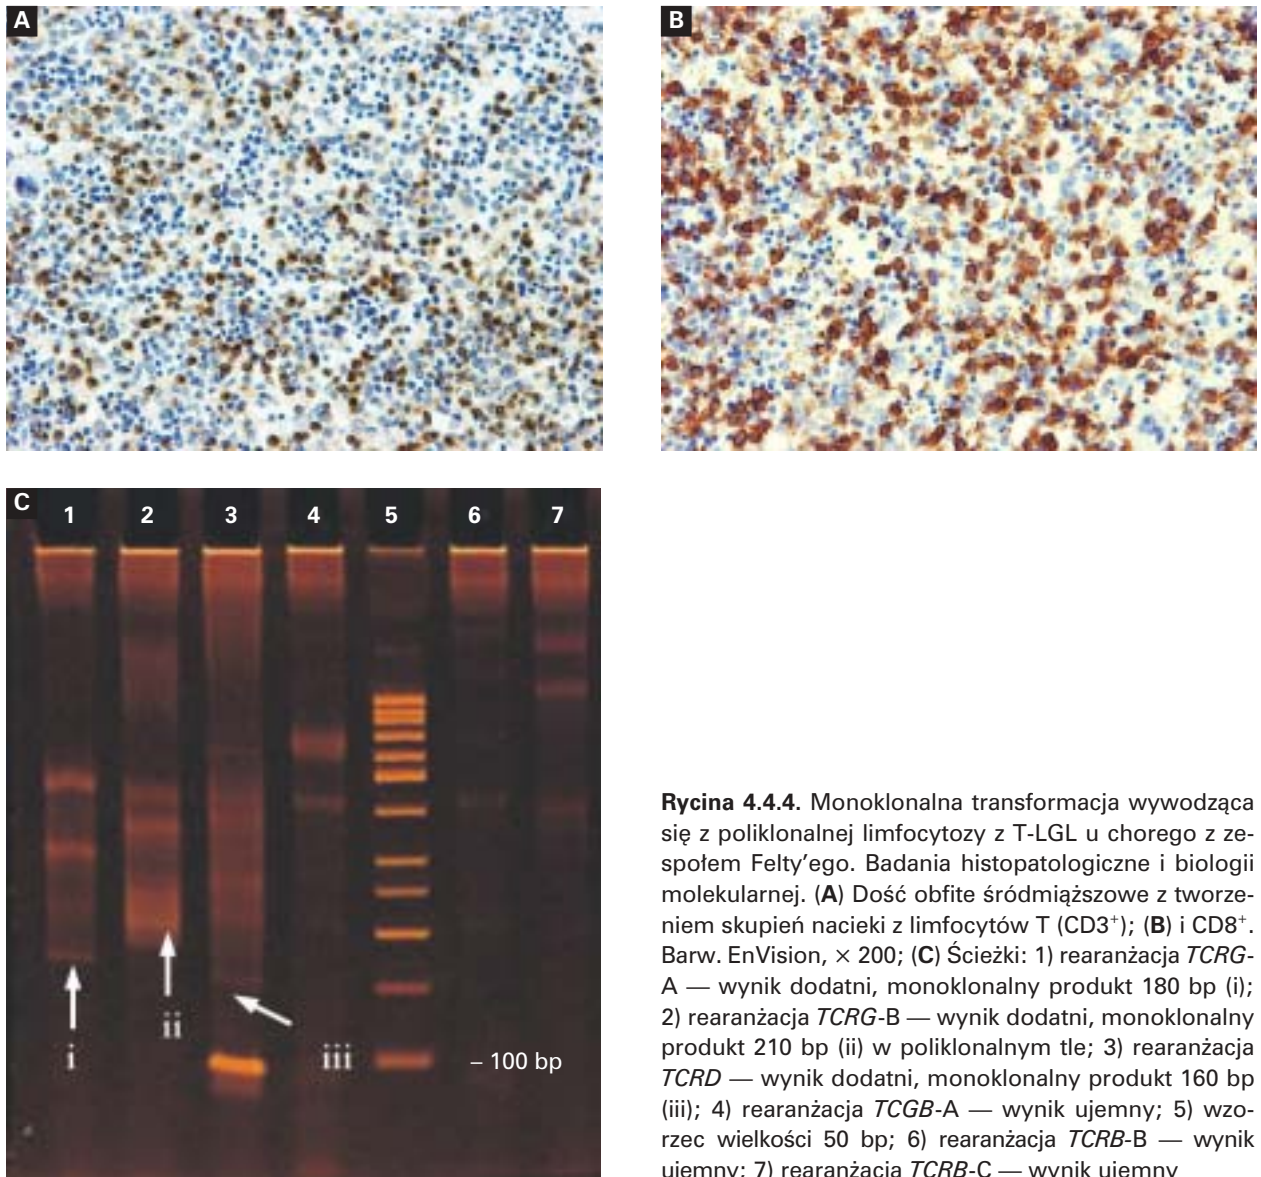 A
B
C
1 2 3 4 5 6 7
i
ii
iii
– 100 bp
Rycina 4.4.4. Monoklonalna transformacja wywodząca
się z poliklonalnej limfocytozy z T-LGL u chorego z ze-
społem Felty’ego. Badania histopatologiczne i biologii
molekularnej. (A) Dość obfite śródmiąższowe z tworze-
niem skupień nacieki z limfocytów T (CD3+); (B) i CD8+.
Barw. EnVision, × 200; (C) Ścieżki: 1) rearanżacja TCRG-
A — wynik dodatni, monoklonalny produkt 180 bp (i);
2) rearanżacja TCRG-B — wynik dodatni, monoklonalny
produkt 210 bp (ii) w poliklonalnym tle; 3) rearanżacja
TCRD — wynik dodatni, monoklonalny produkt 160 bp
(iii); 4) rearanżacja TCGB-A — wynik ujemny; 5) wzo-
rzec wielkości 50 bp; 6) rearanżacja TCRB-B — wynik
ujemny; 7) rearanżacja TCRB-C — wynik ujemny